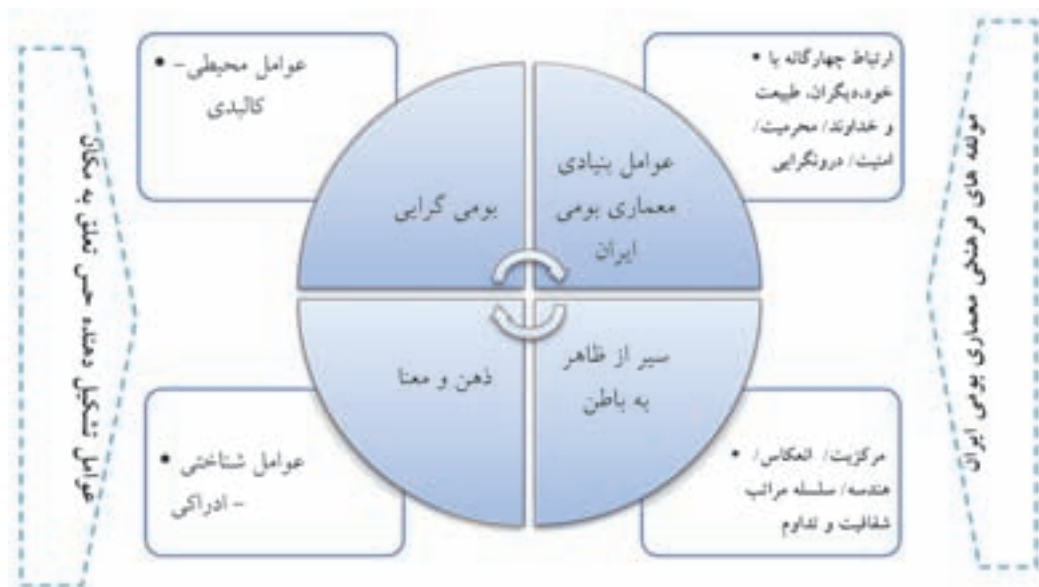 مولفه های فرهنگی معماری بومی ایران
ارتباط چهارگانه با •
خود،دیگران، طبیعت
و خداوند/ محرمیت/
امنیت/ درونگرایی
عوامل بنیادی
معماری بومی
ایران
بومی گرایی
عوامل محیطی- •
کالبدی
مرکزیت/ انعکاس/ •
هندسه/ سلسله مراتب
شفافیت و تداوم
سیر از ظاهر
به باطن
ذهن و معنا
عوامل شناختی •
- ادراکی
عوامل تشکیل دهنده حس تعلق به مکان